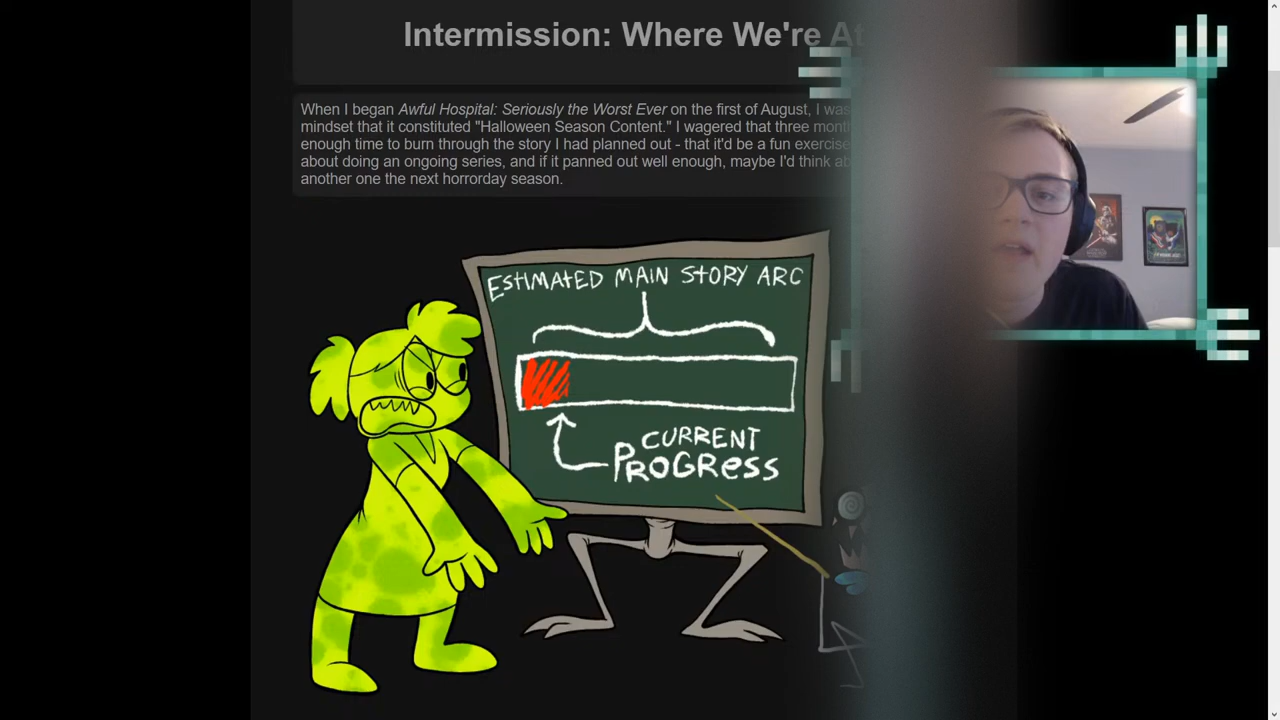 Intermission: Where We're At
When I began Awful Hospital: Seriously the Worst Ever on the first of August, I was
mindset that it constituted "Halloween Season Content." I wagered that three
enough time to burn through the story I had planned out - that it'd be a fun exercise
about doing an ongoing series, and if it panned out well enough, maybe I'd think
another one the next horrorday season.
ESTIMATED MAIN STORY ARC
CURRENT
PROGRESS